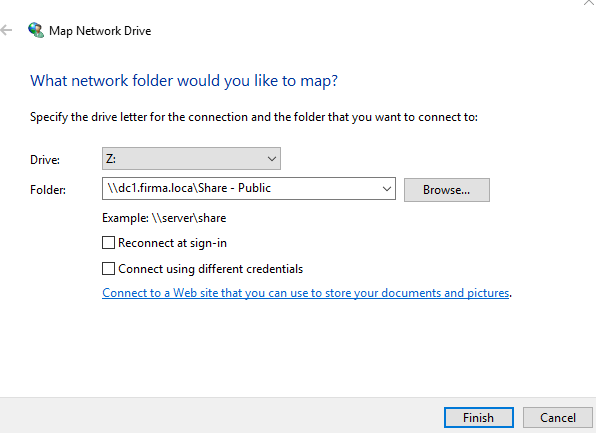 Map Network Drive
What network folder would you like to map?
Specify the drive letter for the connection and the folder that you want to connect to:
Drive: Z:
Folder: \\dc1.firma.loca\Share - Public Browse...
Example: \\server\share
Reconnect at sign-in
Connect using different credentials
Connect to a Web site that you can use to store your documents and pictures.
Finish Cancel